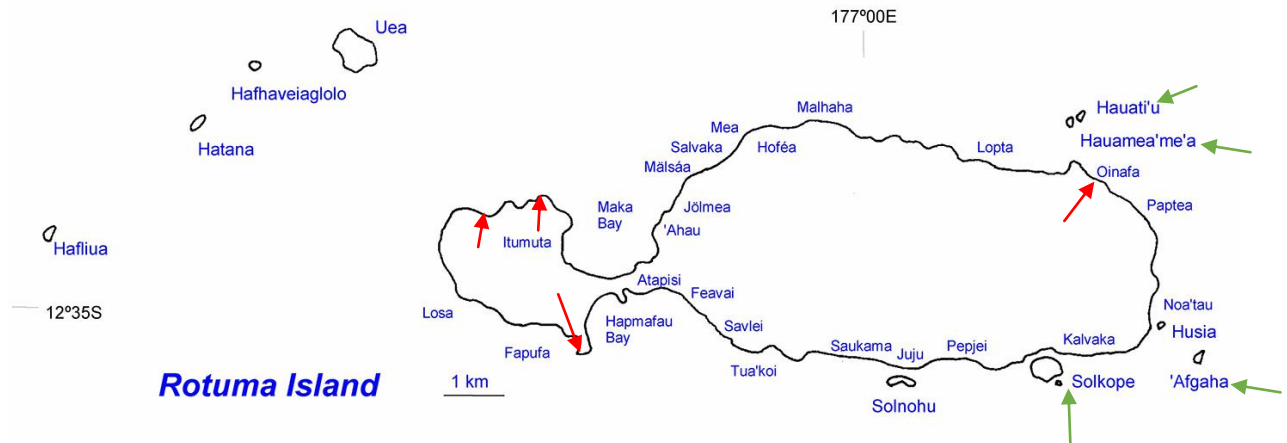 177º00E
Uea
Hafhaveiaglolo
Hatana
Hafliua
12º35S
Malhaha
Mea
Hoféa
Salvaka
Mälsáa
Lopta
Hauati'u
Hauamea'me'a
Oinafa
Paptea
Maka
Bay
Jölmea
'Ahau
Itumuta
Atapisi
Feavai
Losa
Hapmafau
Bay
Savlei
Fapufa
Tua'koi
Saukama
Juju
Pepjei
Kalvaka
Noa'tau
Husia
Solkope
'Afgaha
Solnohu
Rotuma Island
1 km